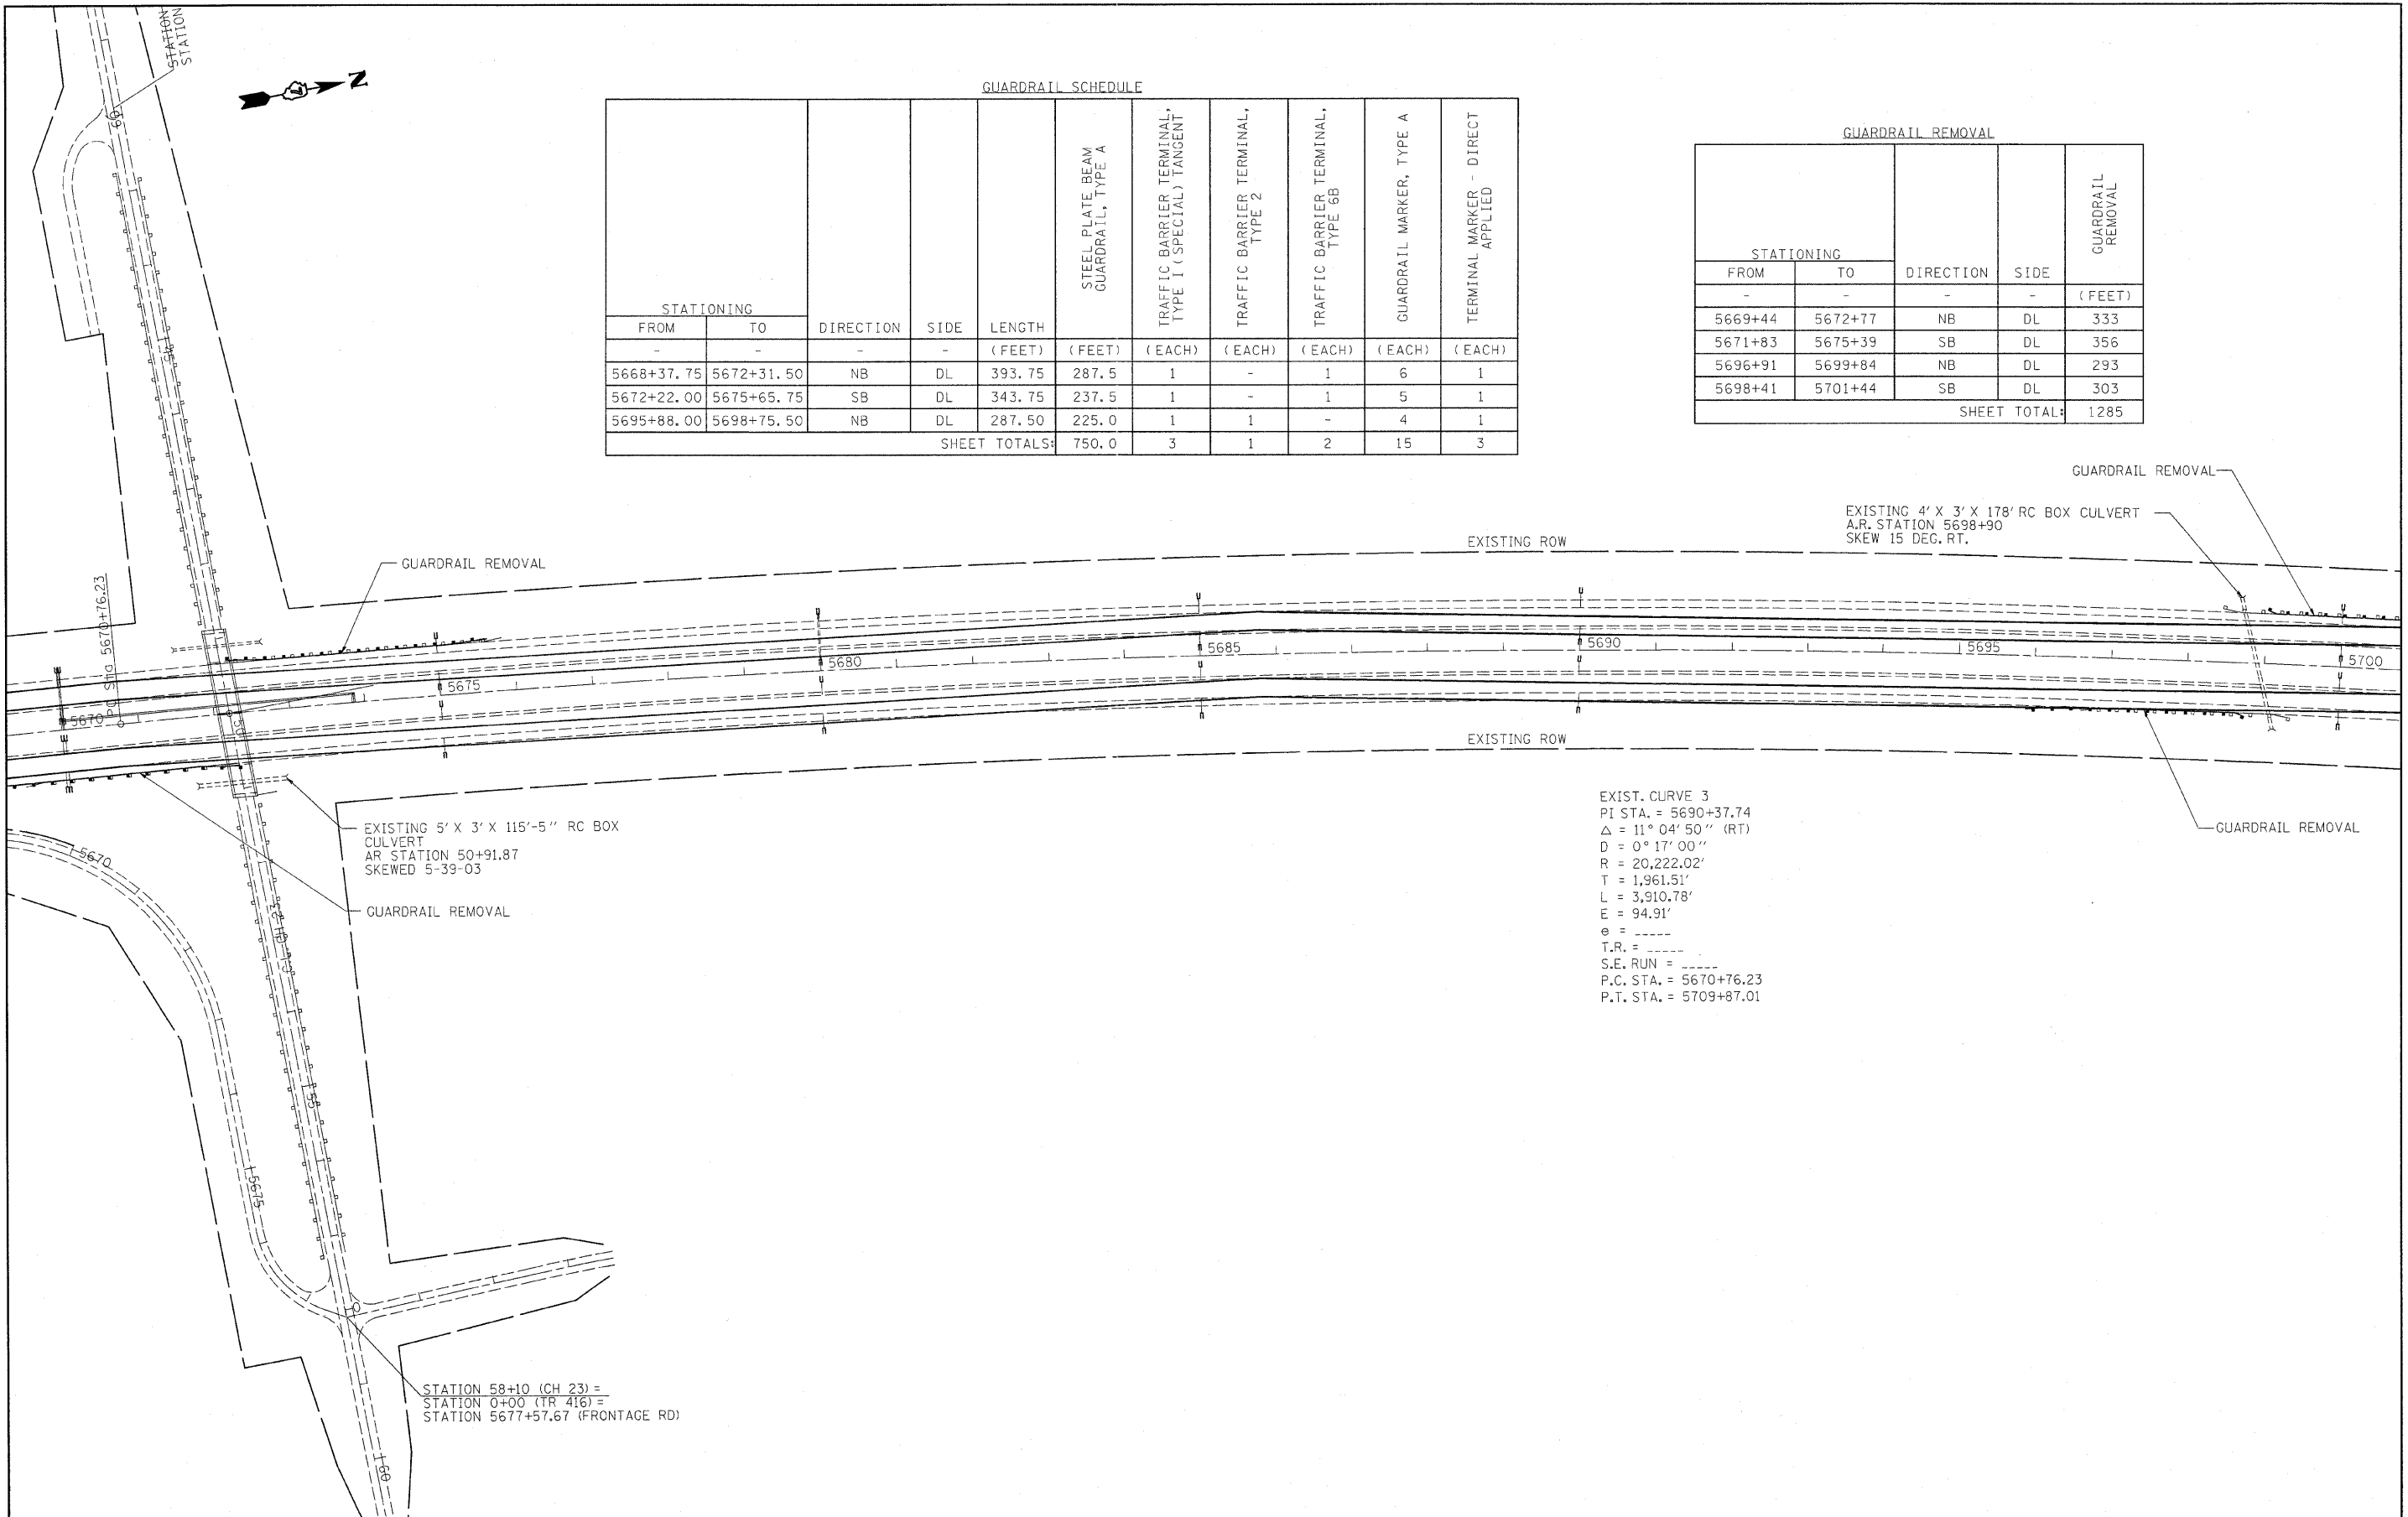 STATION
STATION
60
N
GUARDRAIL SCHEDULE
STATIONING
FROM TO DIRECTION SIDE LENGTH STEEL PLATE BEAM GUARDRAIL, TYPE A TRAFFIC BARRIER TERMINAL, TYPE 1 (SPECIAL) TANGENT TRAFFIC BARRIER TERMINAL, TYPE 2 TRAFFIC BARRIER TERMINAL, TYPE 6B GUARDRAIL MARKER, TYPE A TERMINAL MARKER - DIRECT APPLIED
- - - - (FEET) (FEET) (EACH) (EACH) (EACH) (EACH) (EACH)
5668+37.75 5672+31.50 NB DL 393.75 287.5 1 - 1 6 1
5672+22.00 5675+65.75 SB DL 343.75 237.5 1 - 1 5 1
5695+88.00 5698+75.50 NB DL 287.50 225.0 1 1 - 4 1
SHEET TOTALS: 750.0 3 1 2 15 3
GUARDRAIL REMOVAL
STATIONING
FROM TO DIRECTION SIDE GUARDRAIL REMOVAL
- - - - (FEET)
5669+44 5672+77 NB DL 333
5671+83 5675+39 SB DL 356
5696+91 5699+84 NB DL 293
5698+41 5701+44 SB DL 303
SHEET TOTAL: 1285
GUARDRAIL REMOVAL
EXISTING 4' X 3' X 178' RC BOX CULVERT
A.R. STATION 5698+90
SKEW 15 DEG. RT.
EXISTING ROW
GUARDRAIL REMOVAL
45
PC Sta 5670+76.23
5670
50
5675
5680
5685
5690
5695
5700
EXISTING ROW
EXISTING 5' X 3' X 115'-5" RC BOX
CULVERT
AR STATION 50+91.87
SKEWED 5-39-03
GUARDRAIL REMOVAL
EXIST. CURVE 3
PI STA. = 5690+37.74
Δ = 11° 04' 50" (RT)
D = 0° 17' 00"
R = 20,222.02'
T = 1,961.51'
L = 3,910.78'
E = 94.91'
e = _____
T.R. = _____
S.E. RUN = _____
P.C. STA. = 5670+76.23
P.T. STA. = 5709+87.01
GUARDRAIL REMOVAL
5670
55
5675
0
STATION 58+10 (CH 23) =
STATION 0+00 (TR 416) =
STATION 5677+57.67 (FRONTAGE RD)
60